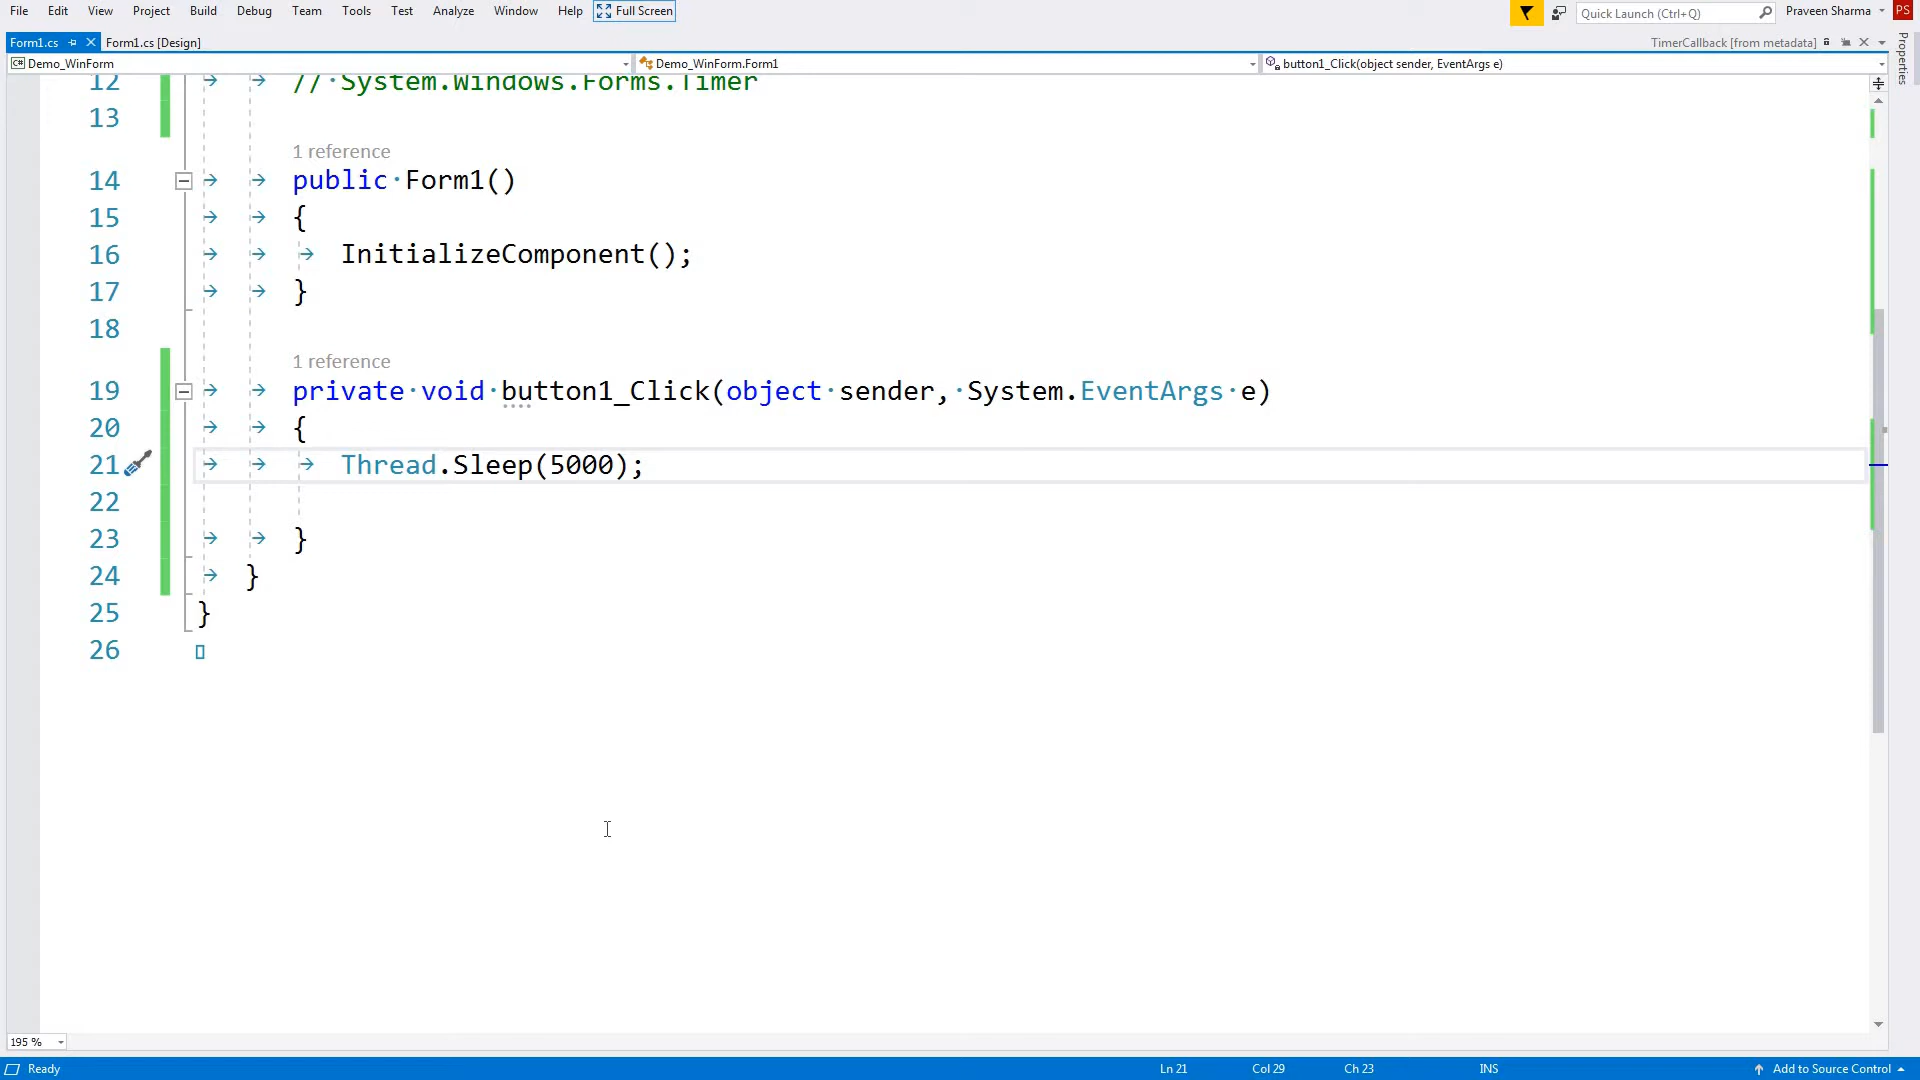 File Edit View Project Build Debug Team Tools Test Analyze Window Help Full Screen Quick Launch (Ctrl+Q) Praveen Sharma PS
Form1.cs Form1.cs [Design] TimerCallback [from metadata] Properties
C# Demo_WinForm Demo_WinForm.Form1 button1_Click(object sender, EventArgs e)
12 // System.Windows.Forms.Timer
13
1 reference
14 public Form1()
15 {
16 InitializeComponent();
17 }
18
1 reference
19 private void button1_Click(object sender, System.EventArgs e)
20 {
21 Thread.Sleep(5000);
22
23 }
24 }
25 }
26
195 %
Ready Ln 21 Col 29 Ch 23 INS Add to Source Control